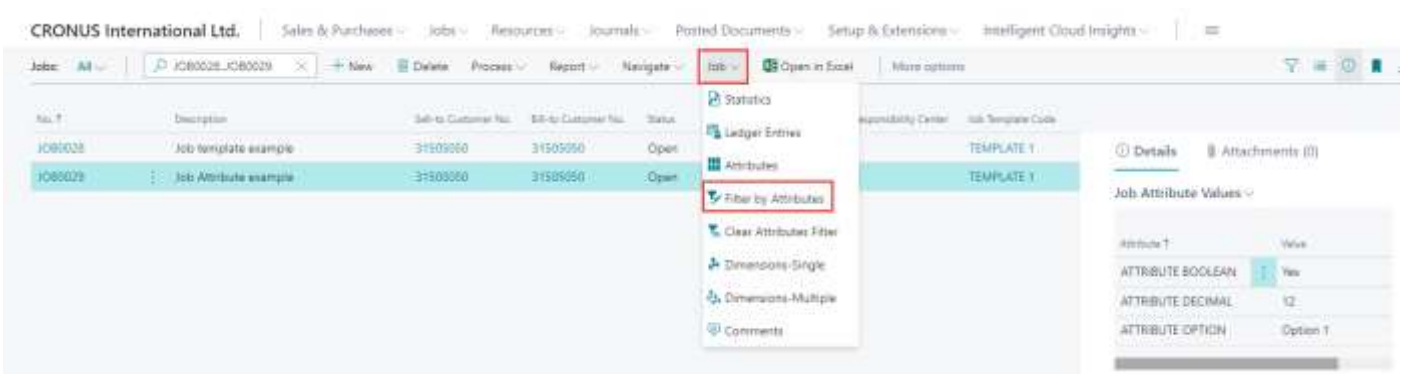 CRONUS International Ltd. Sales & Purchases Jobs Resources Journals Posted Documents Setup & Extensions Intelligent Cloud Insights
Jobs: All JOB0028..JOB0029 New Delete Process Report Navigate Job Open in Excel More options
No. ↑ Description Sell-to Customer No. Bill-to Customer No. Status Responsibility Center Job Template Code
JOB0028 Job template example 31505050 31505050 Open TEMPLATE 1
JOB0029 Job Attribute example 31505050 31505050 Open TEMPLATE 1
Statistics
Ledger Entries
Attributes
Filter by Attributes
Clear Attributes Filter
Dimensions-Single
Dimensions-Multiple
Comments
Details Attachments (0)
Job Attribute Values
Attribute ↑ Value
ATTRIBUTE BOOLEAN Yes
ATTRIBUTE DECIMAL 12
ATTRIBUTE OPTION Option 1